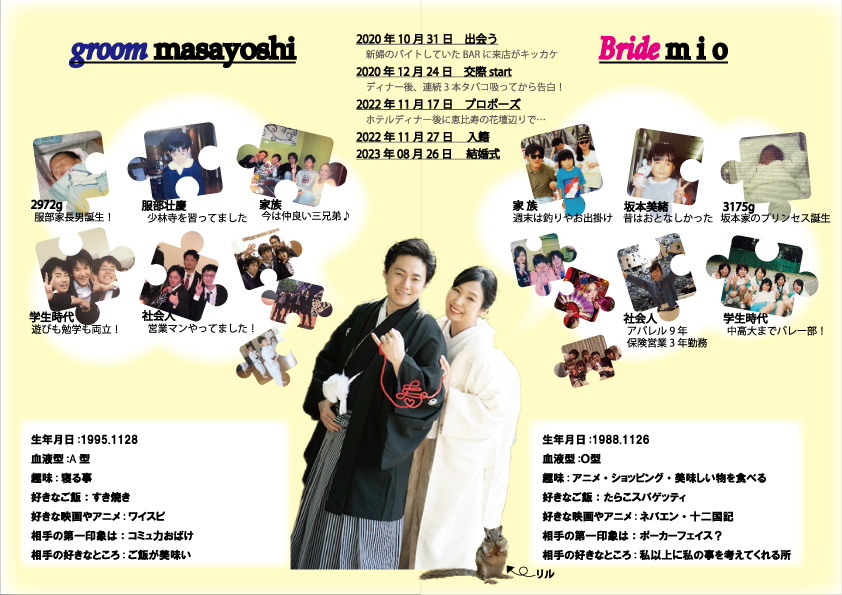 groom masayoshi
2020年10月31日　出会う
新婦のバイトしていたBARに来店がキッカケ
2020年12月24日　交際start
ディナー後、連続3本タバコ吸ってから告白！
2022年11月17日　プロポーズ
ホテルディナー後に恵比寿の花壇辺りで…
2022年11月27日　入籍
2023年08月26日　結婚式
Bride mio
2972g
服部家長男誕生！
服部壮慶
少林寺を習ってました
家族
今は仲良い三兄弟♪
学生時代
遊びも勉学も両立！
社会人
営業マンやってました！
家 族
週末は釣りやお出掛け
坂本美緒
昔はおとなしかった
3175g
坂本家のプリンセス誕生
社会人
アパレル9年
保険営業3年勤務
学生時代
中高大までバレー部！
生年月日:1995.1128
血液型:A型
趣味：寝る事
好きなご飯：すき焼き
好きな映画やアニメ：ワイスピ
相手の第一印象は：コミュ力おばけ
相手の好きなところ：ご飯が美味い
生年月日:1988.1126
血液型:O型
趣味：アニメ・ショッピング・美味しい物を食べる
好きなご飯：たらこスパゲッティ
好きな映画やアニメ：ネバエン・十二国記
相手の第一印象は：ポーカーフェイス？
相手の好きなところ：私以上に私の事を考えてくれる所
リル